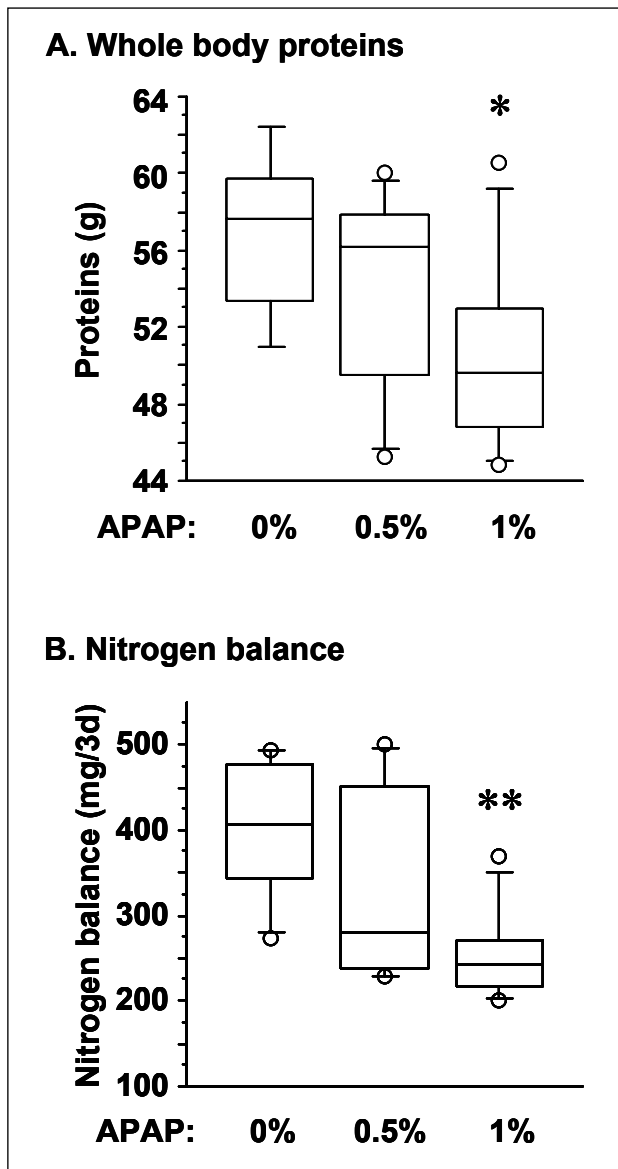 A. Whole body proteins
*
64
60
56
52
48
44
Proteins (g)
APAP: 0% 0.5% 1%
B. Nitrogen balance
**
500
400
300
200
100
Nitrogen balance (mg/3d)
APAP: 0% 0.5% 1%